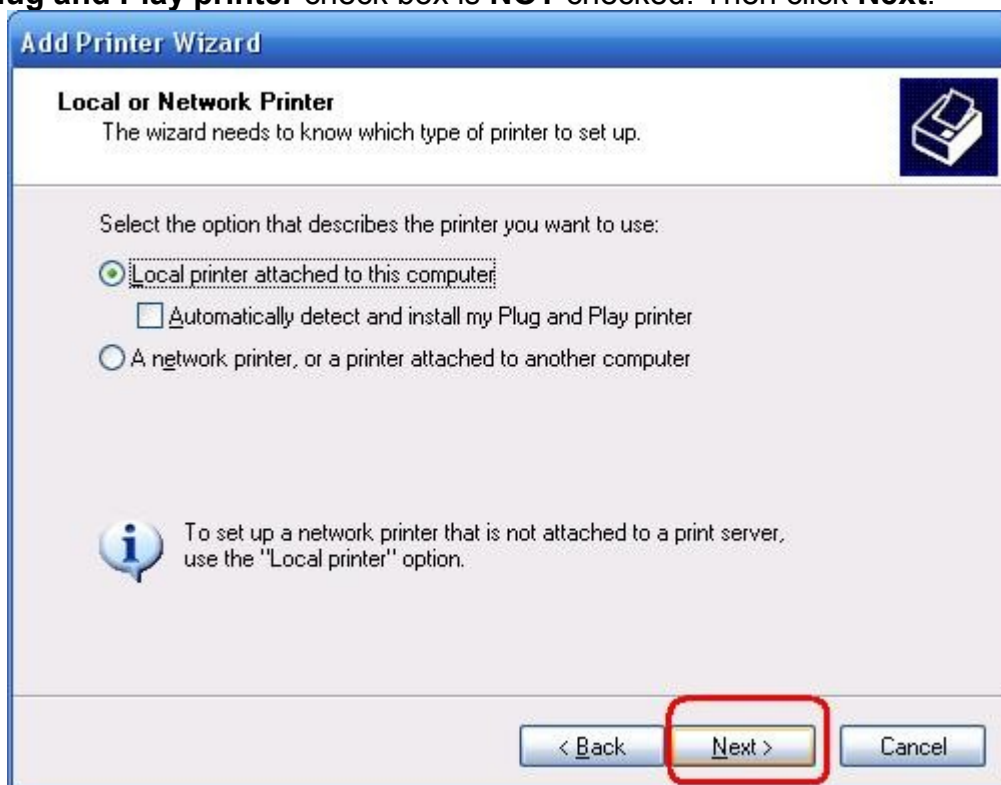 lug and Play printer check box is NOT checked. Then click Next.
Add Printer Wizard
Local or Network Printer
The wizard needs to know which type of printer to set up.
Select the option that describes the printer you want to use:
Local printer attached to this computer
Automatically detect and install my Plug and Play printer
A network printer, or a printer attached to another computer
To set up a network printer that is not attached to a print server,
use the "Local printer" option.
< Back Next > Cancel